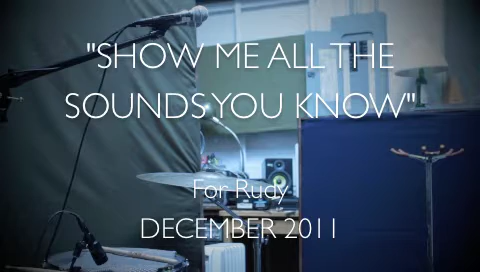 "SHOW ME ALL THE
SOUNDS YOU KNOW"
For Rudy
DECEMBER 2011